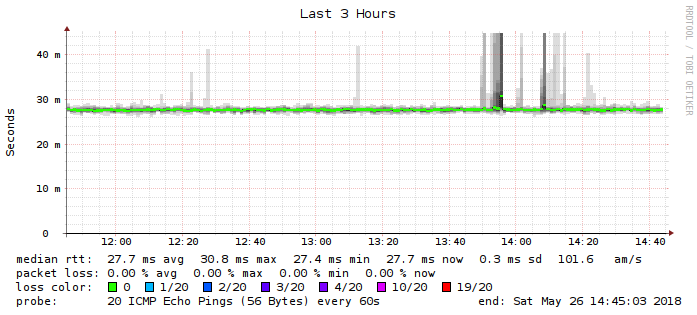 Last 3 Hours
RRDTOOL / TOBI OETIKER
Seconds
40 m
30 m
20 m
10 m
0
12:00 12:20 12:40 13:00 13:20 13:40 14:00 14:20 14:40
median rtt: 27.7 ms avg 30.8 ms max 27.4 ms min 27.7 ms now 0.3 ms sd 101.6 am/s
packet loss: 0.00 % avg 0.00 % max 0.00 % min 0.00 % now
loss color: 0 1/20 2/20 3/20 4/20 10/20 19/20
probe: 20 ICMP Echo Pings (56 Bytes) every 60s end: Sat May 26 14:45:03 2018